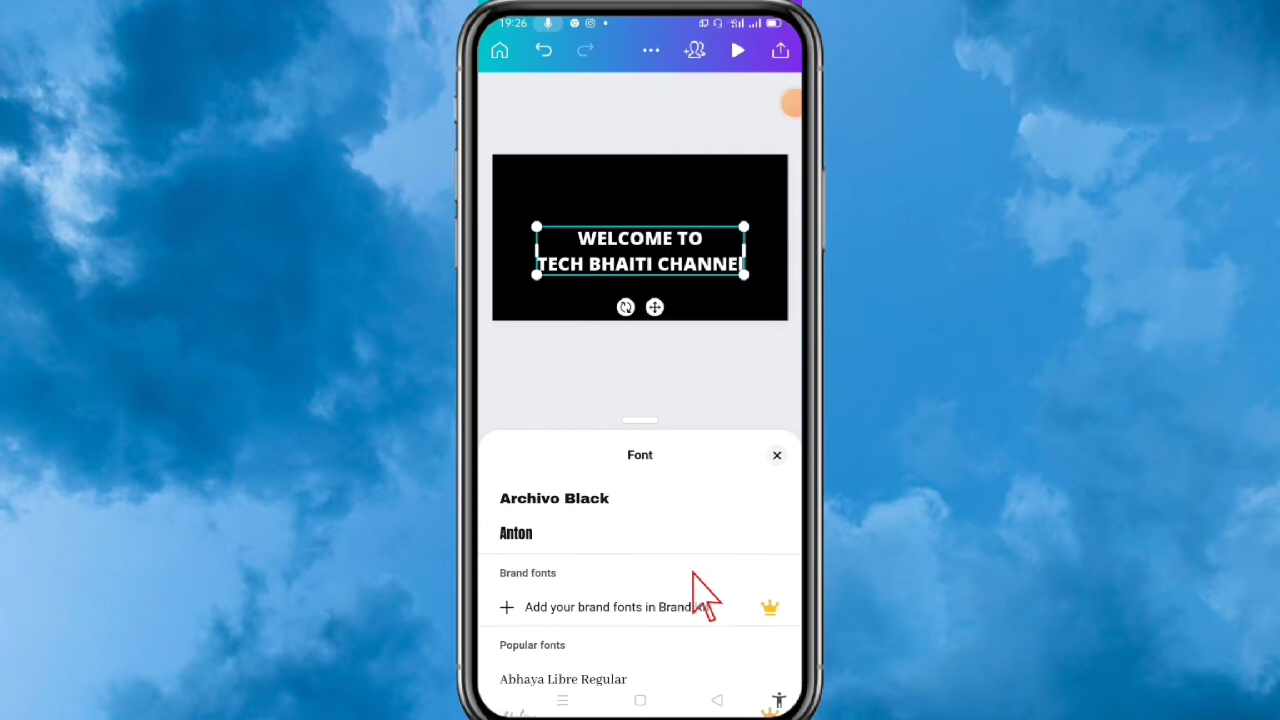 19:26
WELCOME TO
TECH BHAITI CHANNEL
Font
Archivo Black
Anton
Brand fonts
Add your brand fonts in Brand
Popular fonts
Abhaya Libre Regular